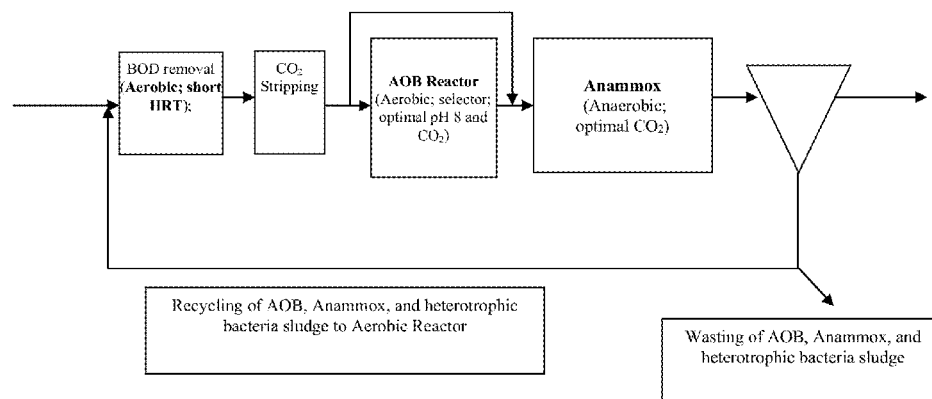 BOD removal
(Aerobic; short
HRT);
CO₂
Stripping
AOB Reactor
(Aerobic; selector;
optimal pH 8 and
CO₂)
Anammox
(Anaerobic;
optimal CO₂)
Recycling of AOB, Anammox, and heterotrophic
bacteria sludge to Aerobic Reactor
Wasting of AOB, Anammox, and
heterotrophic bacteria sludge